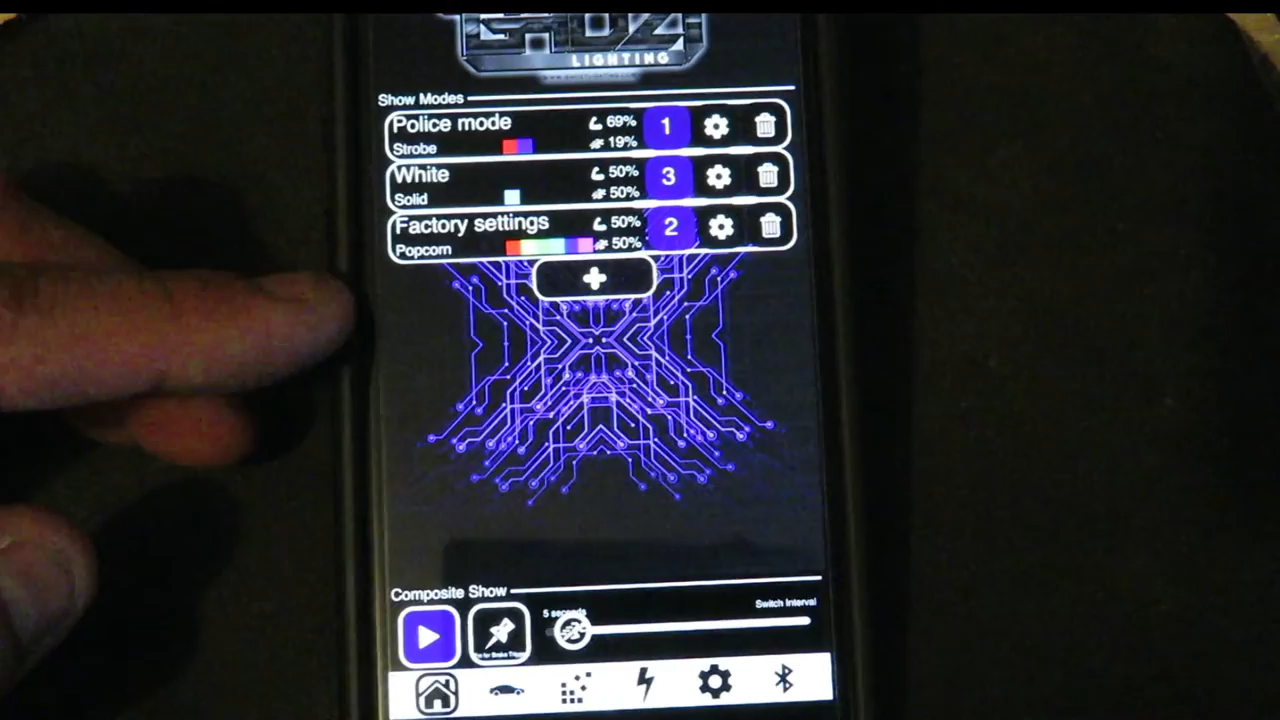 LIGHTING
Show Modes
Police mode
69%
1
Strobe
19%
White
50%
3
Solid
50%
Factory settings
50%
2
Popcorn
50%
Composite Show
5 seconds
Switch Interval